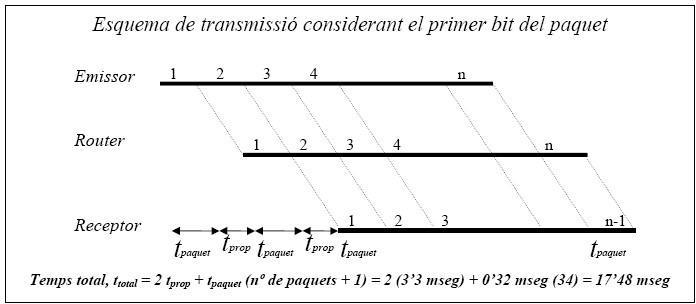 Esquema de transmissió considerant el primer bit del paquet
Emissor 1 2 3 4 n
Router 1 2 3 4 n
Receptor 1 2 3 n-1
tpaquet tprop tpaquet tprop tpaquet tpaquet
Temps total, ttotal = 2 tprop + tpaquet (nº de paquets + 1) = 2 (3’3 mseg) + 0’32 mseg (34) = 17’48 mseg